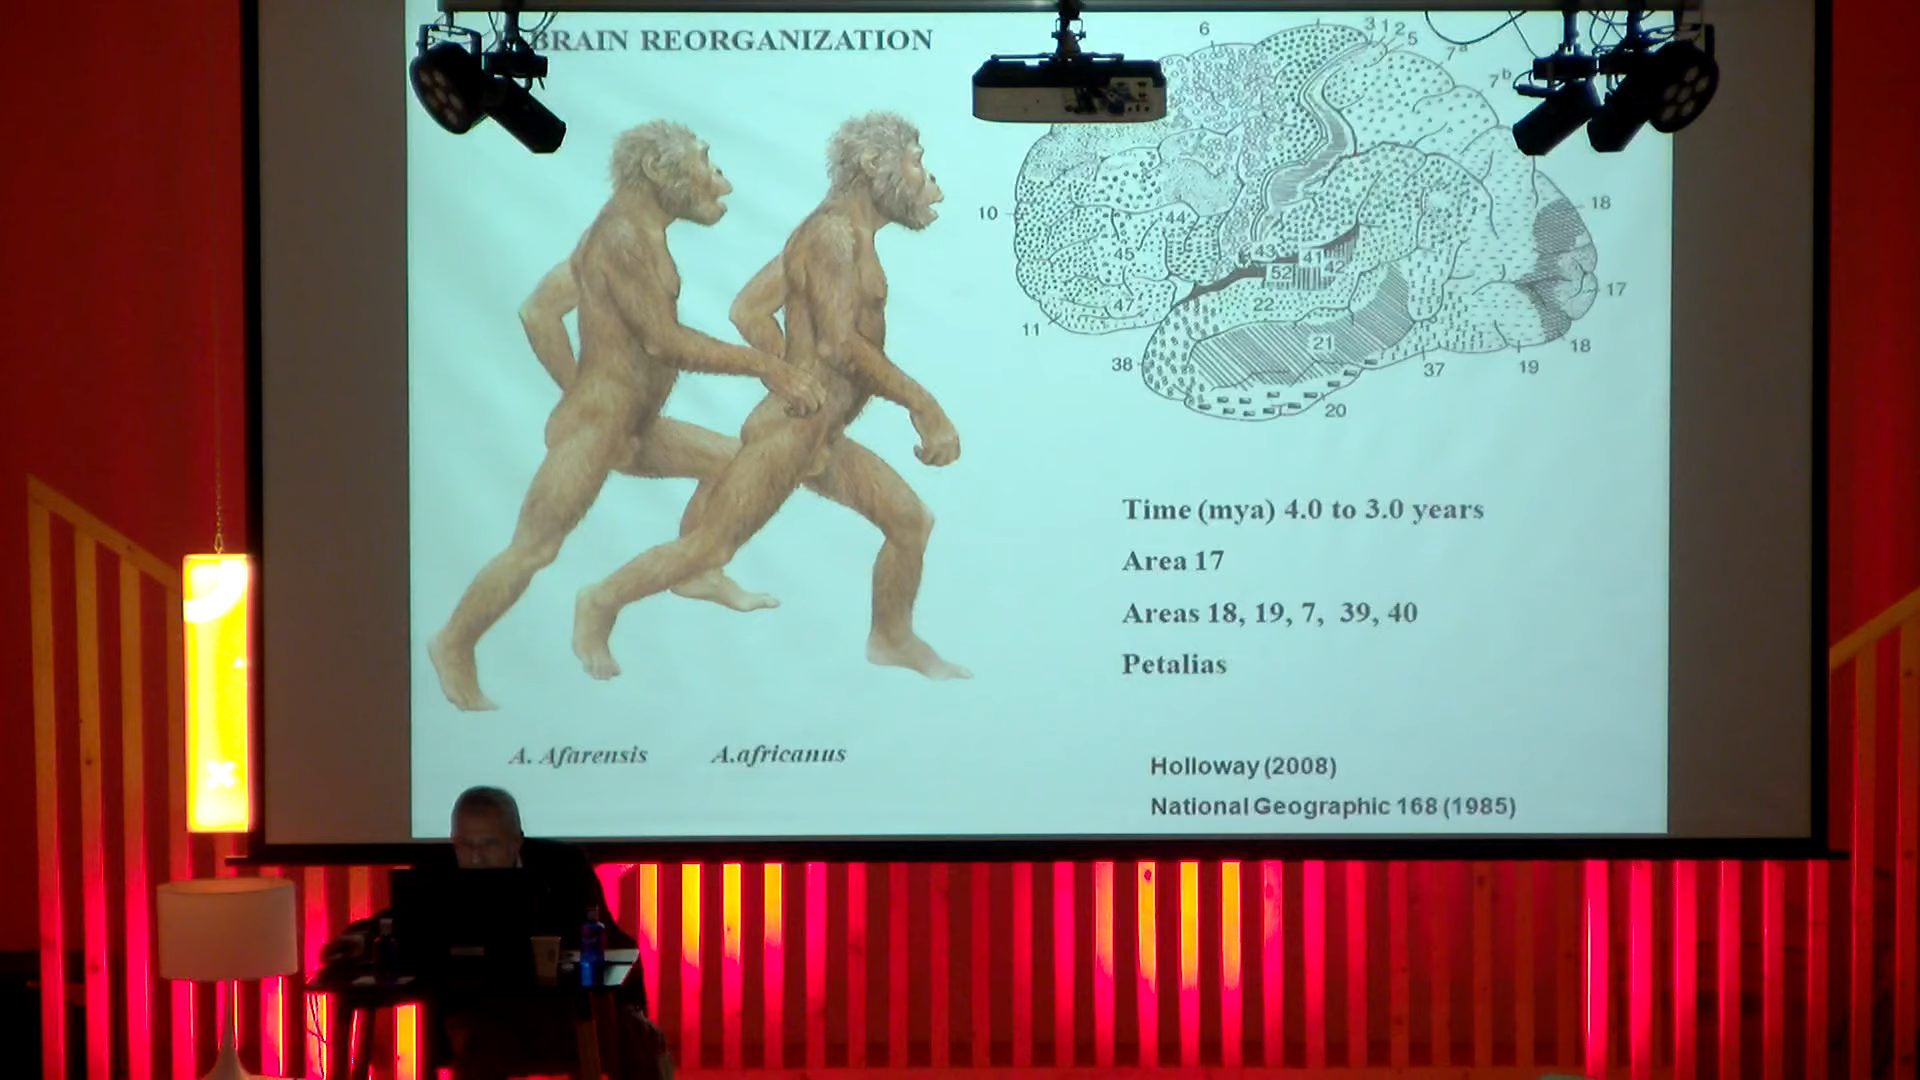 BRAIN REORGANIZATION
6
3 1 2
5
7a
7b
10
44
18
45
43
41
42
52
17
47
22
11
21
18
38
37
19
20
Time (mya) 4.0 to 3.0 years
Area 17
Areas 18, 19, 7, 39, 40
Petalias
A. Afarensis A.africanus
Holloway (2008)
National Geographic 168 (1985)